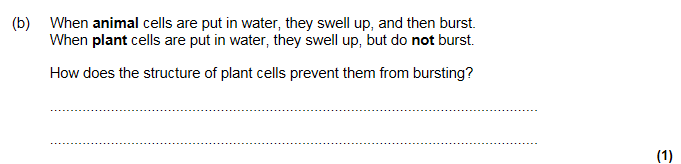 (b) When animal cells are put in water, they swell up, and then burst.
When plant cells are put in water, they swell up, but do not burst.
How does the structure of plant cells prevent them from bursting?
........................................................................................................................
........................................................................................................................
(1)